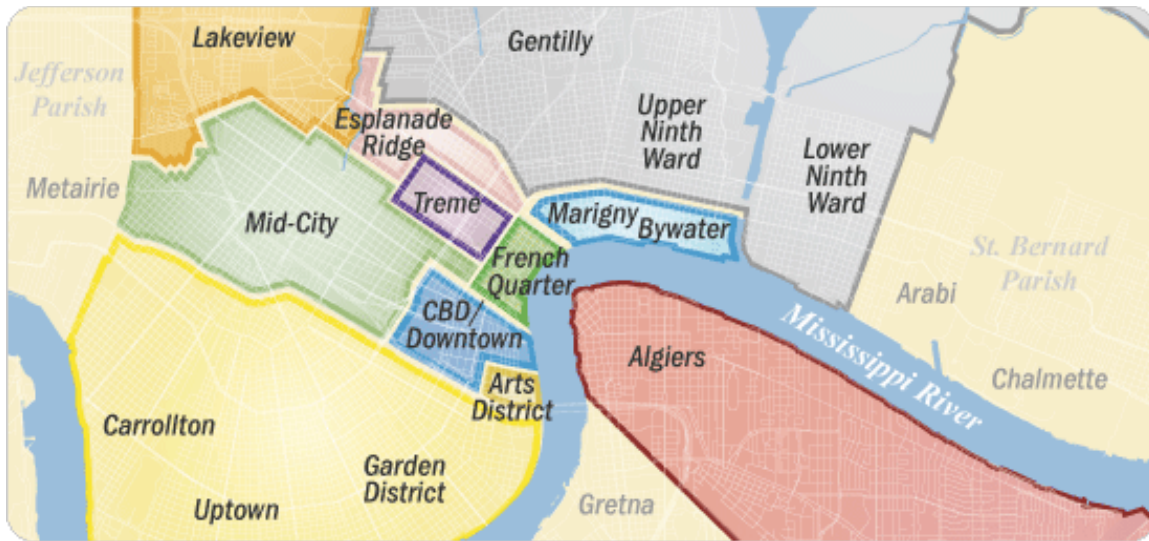 Lakeview
Gentilly
Jefferson
Parish
Esplanade
Ridge
Upper
Ninth
Ward
Lower
Ninth
Ward
Metairie
Treme
Mid-City
Marigny
Bywater
French
Quarter
St. Bernard
Parish
Arabi
CBD/
Downtown
Mississippi River
Algiers
Chalmette
Arts
District
Carrollton
Garden
District
Gretna
Uptown